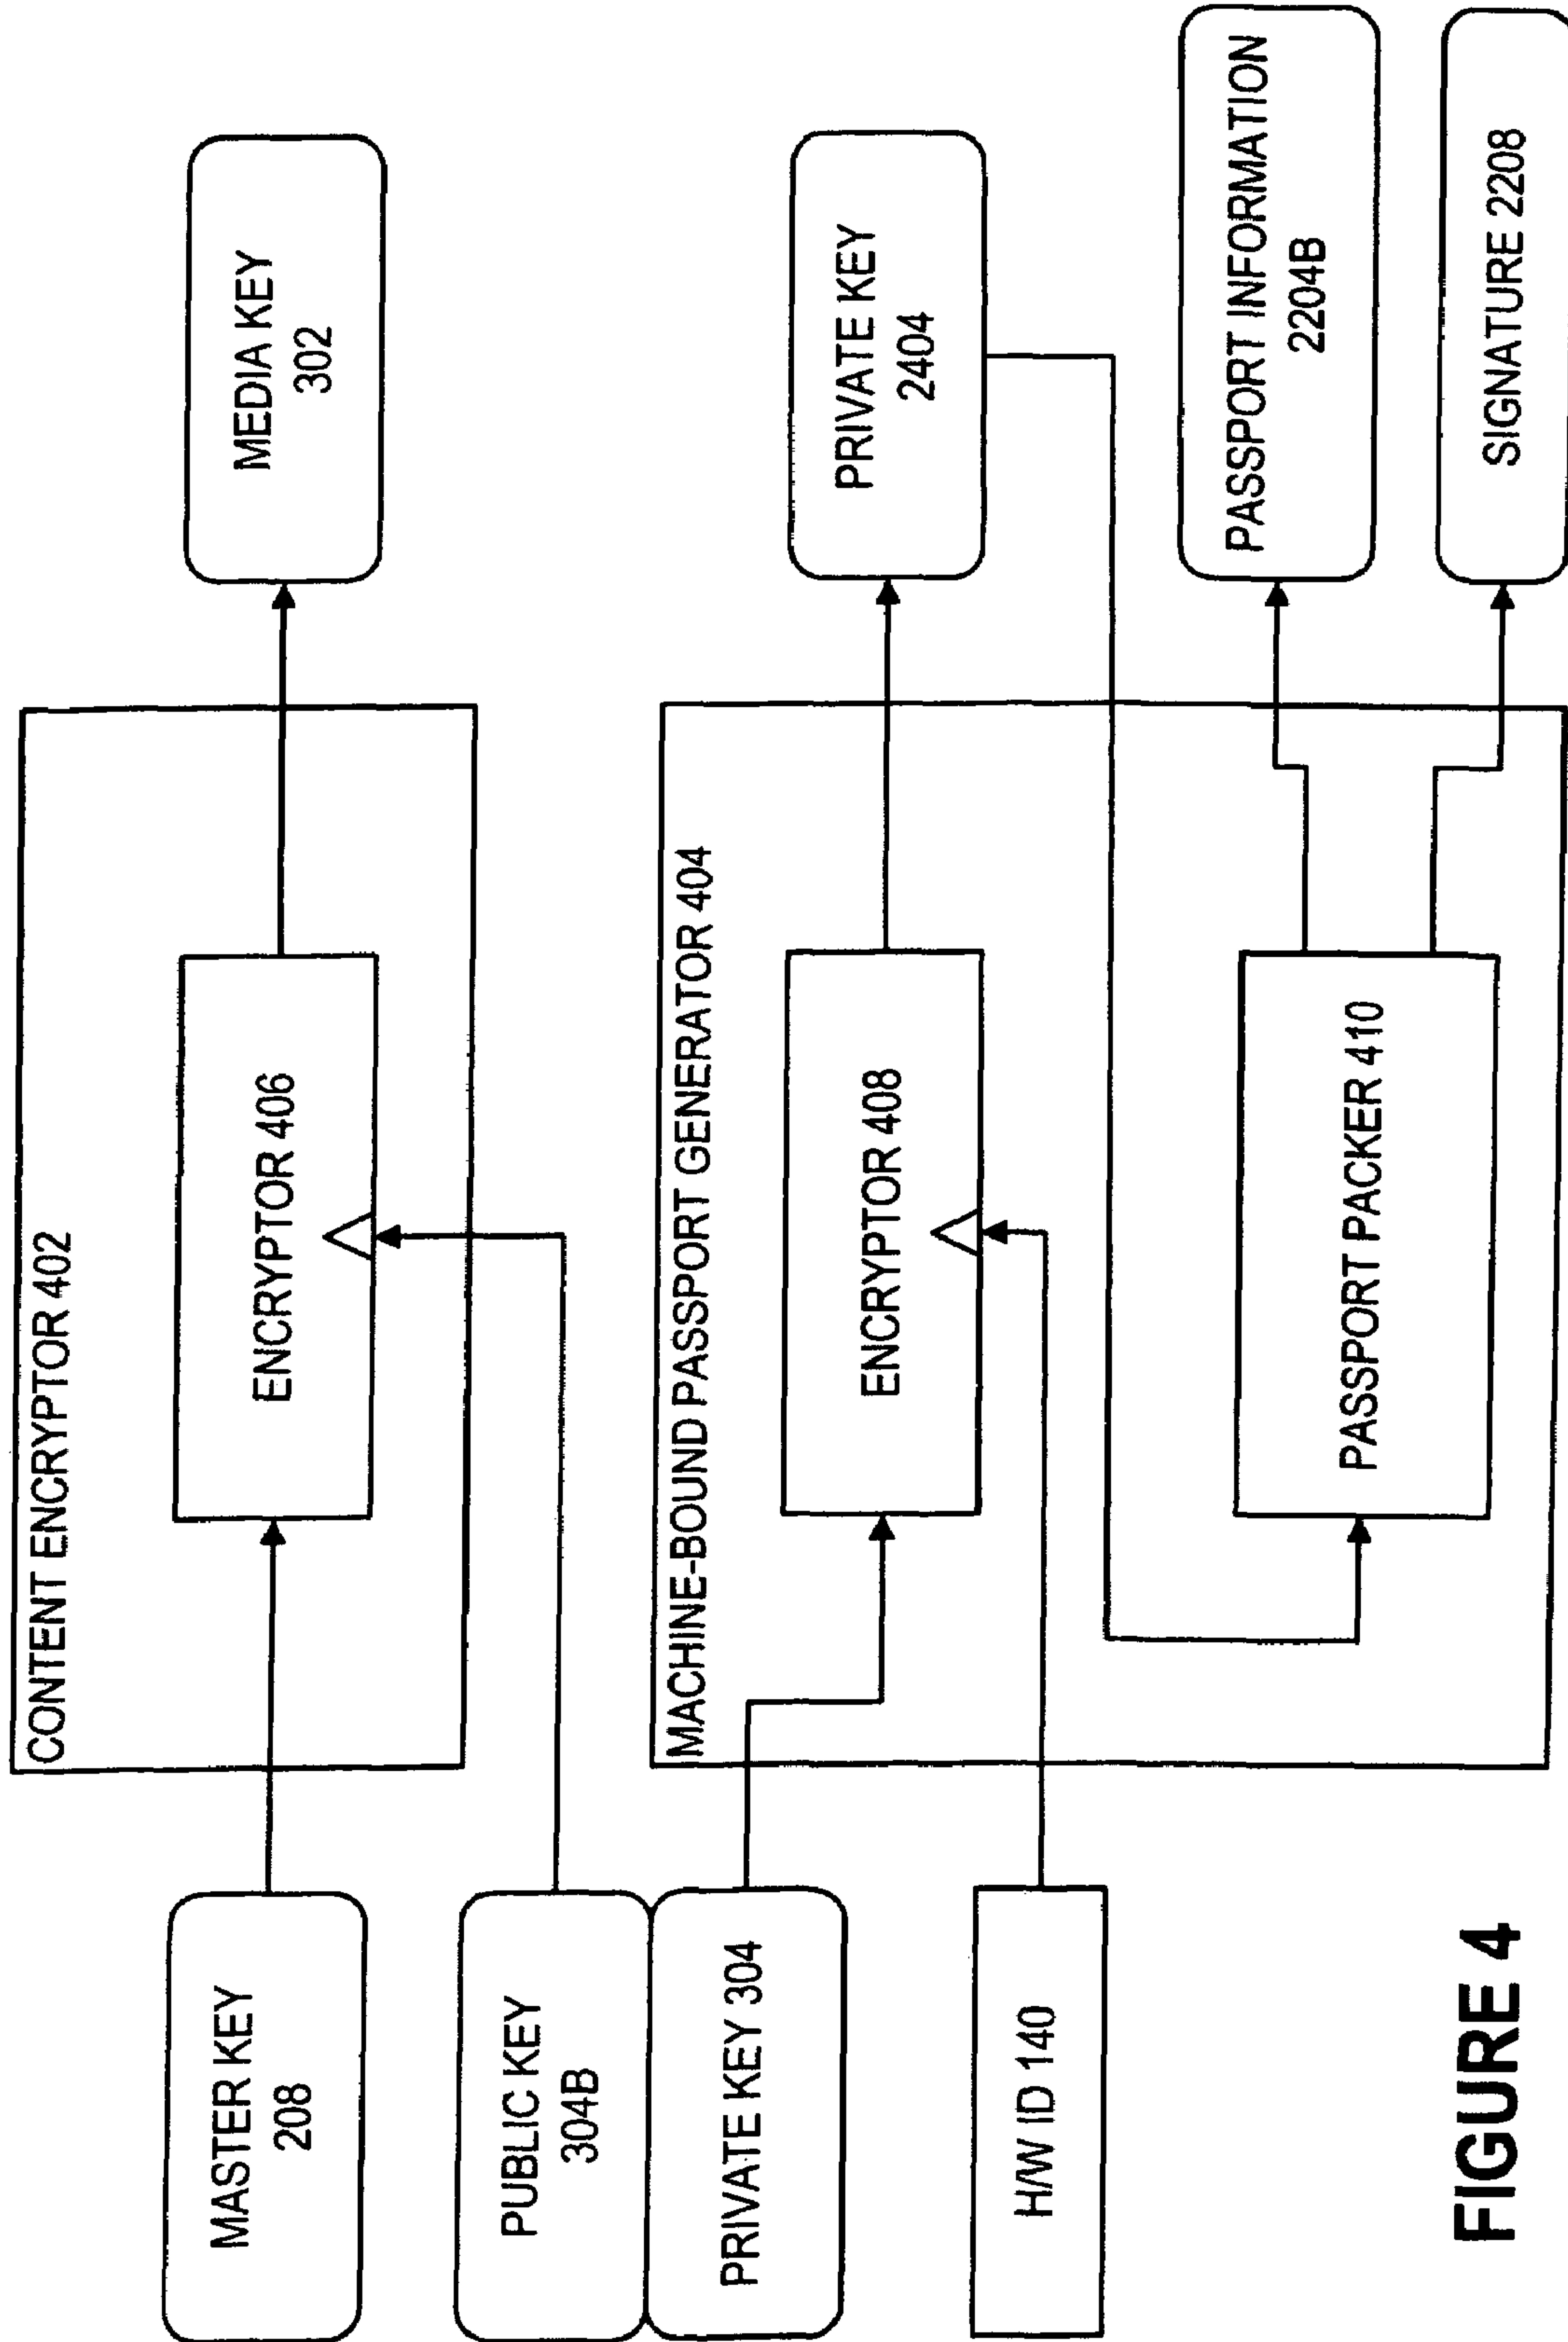 CONTENT ENCRYPTOR 402
MASTER KEY
208
ENCRYPTOR 406
MEDIA KEY
302
PUBLIC KEY
304B
MACHINE-BOUND PASSPORT GENERATOR 404
PRIVATE KEY 304
ENCRYPTOR 408
PRIVATE KEY
2404
H/W ID 140
PASSPORT PACKER 410
PASSPORT INFORMATION
2204B
SIGNATURE 2208
FIGURE 4